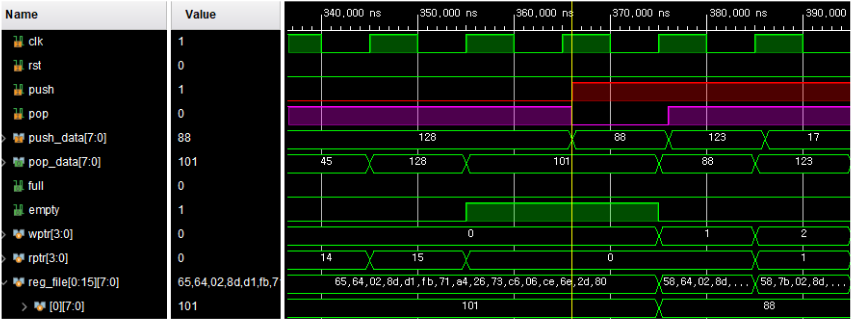 Name Value 340,000 ns 350,000 ns 360,000 ns 370,000 ns 380,000 ns 390,000
clk 1
rst 0
push 1
pop 0
push_data[7:0] 88 128 88 123 17
pop_data[7:0] 101 45 128 101 88 123
full 0
empty 1
wptr[3:0] 0 0 1 2
rptr[3:0] 0 14 15 0 1
reg_file[0:15][7:0] 65,64,02,8d,d1,fb,7 65,64,02,8d,d1,fb,71,a4,26,73,c6,06,ce,6e,2d,80 58,64,02,8d,... 58,7b,02,8d,...
[0][7:0] 101 101 88